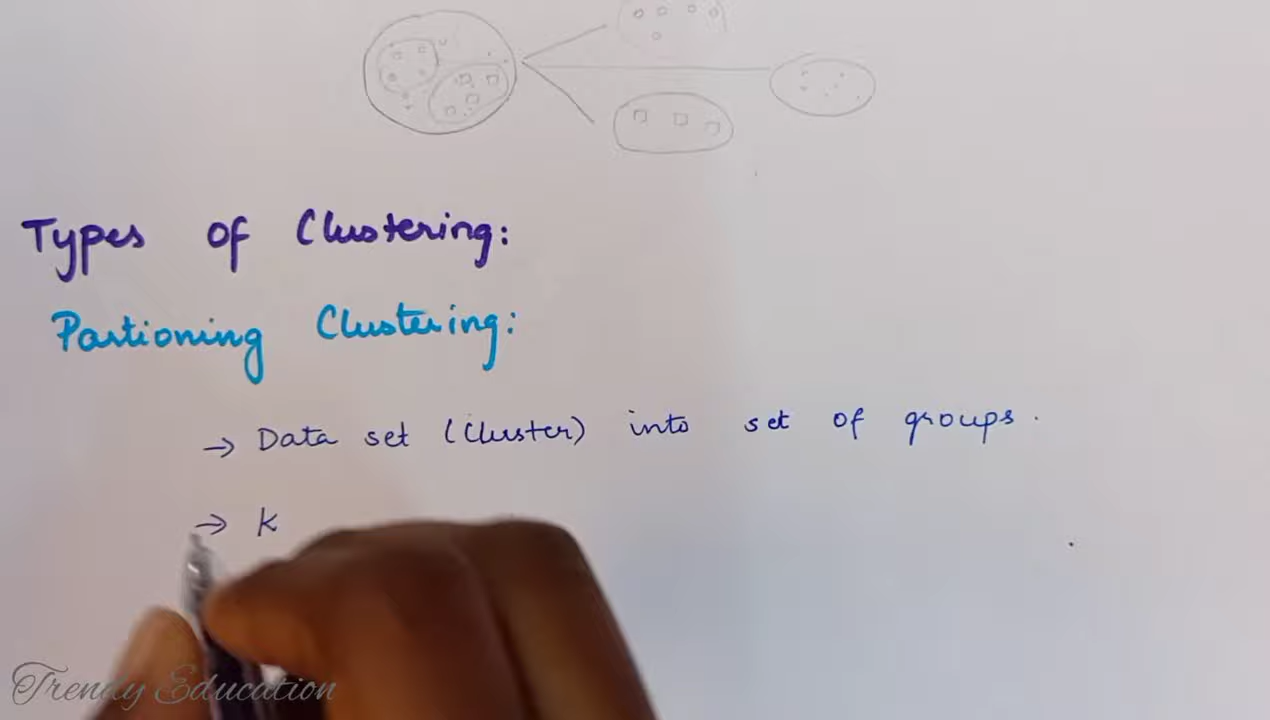 Types of Clustering:
Partioning Clustering:
→ Data set (Cluster) into set of groups.
→ K
Trendy Education